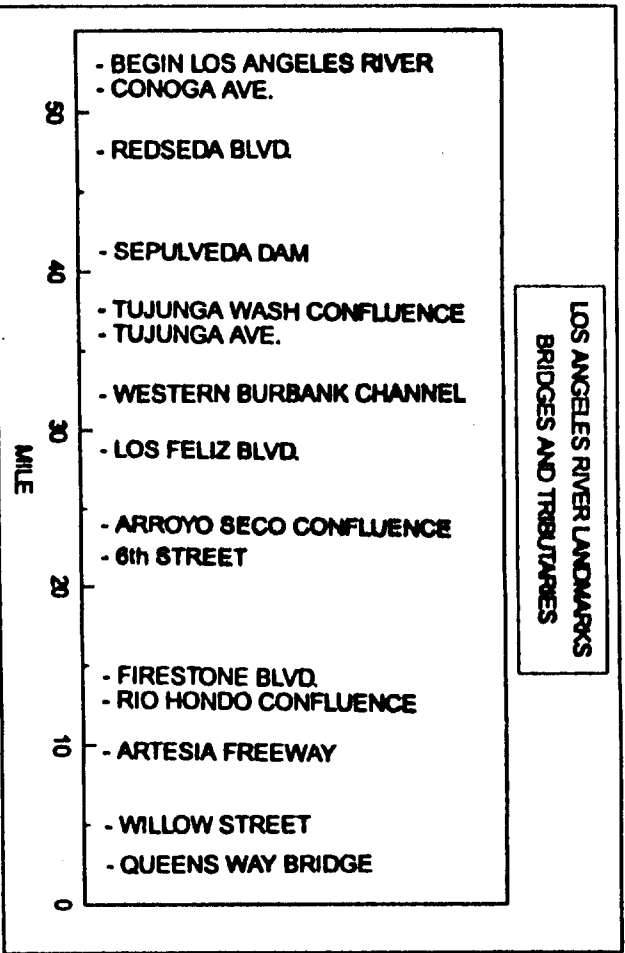 LOS ANGELES RIVER LANDMARKS
BRIDGES AND TRIBUTARIES
- BEGIN LOS ANGELES RIVER
- CONOGA AVE.
- REDSEDA BLVD.
- SEPULVEDA DAM
- TUJUNGA WASH CONFLUENCE
- TUJUNGA AVE.
- WESTERN BURBANK CHANNEL
- LOS FELIZ BLVD.
- ARROYO SECO CONFLUENCE
- 6th STREET
- FIRESTONE BLVD.
- RIO HONDO CONFLUENCE
- ARTESIA FREEWAY
- WILLOW STREET
- QUEENS WAY BRIDGE
50
40
30
20
10
0
MILE